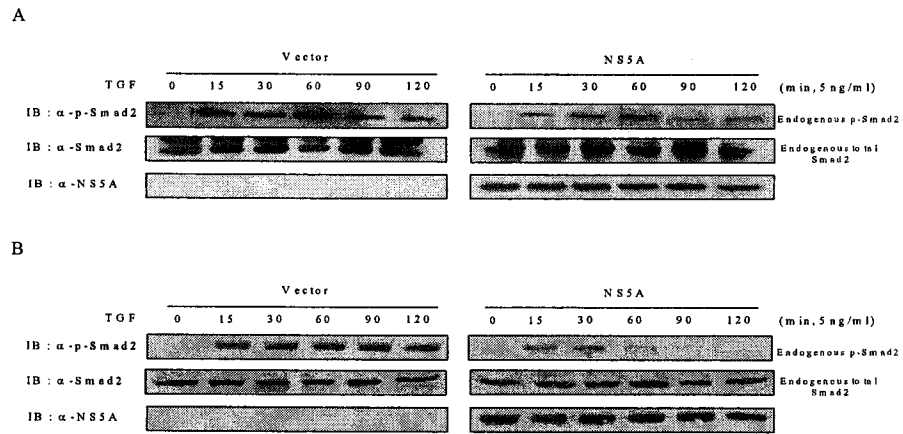 A
Vector
NS5A
TGF 0 15 30 60 90 120 0 15 30 60 90 120 (min, 5 ng/ml)
IB : α-p-Smad2 Endogenous p-Smad2
IB : α-Smad2 Endogenous total Smad2
IB : α-NS5A
B
Vector
NS5A
TGF 0 15 30 60 90 120 0 15 30 60 90 120 (min, 5 ng/ml)
IB : α-p-Smad2 Endogenous p-Smad2
IB : α-Smad2 Endogenous total Smad2
IB : α-NS5A